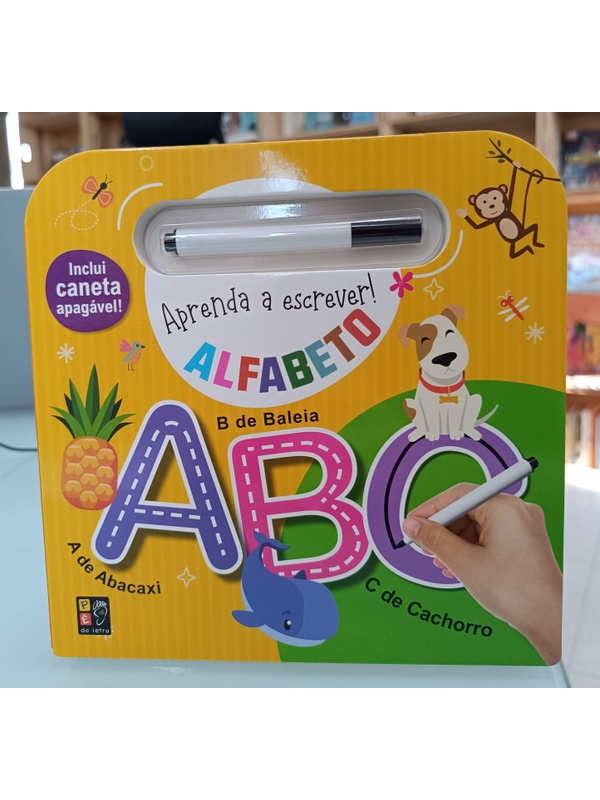 Inclui
caneta
apagável!
Aprenda a escrever!
ALFABETO
B de Baleia
ABC
A de Abacaxi
C de Cachorro
PÉ
da letra